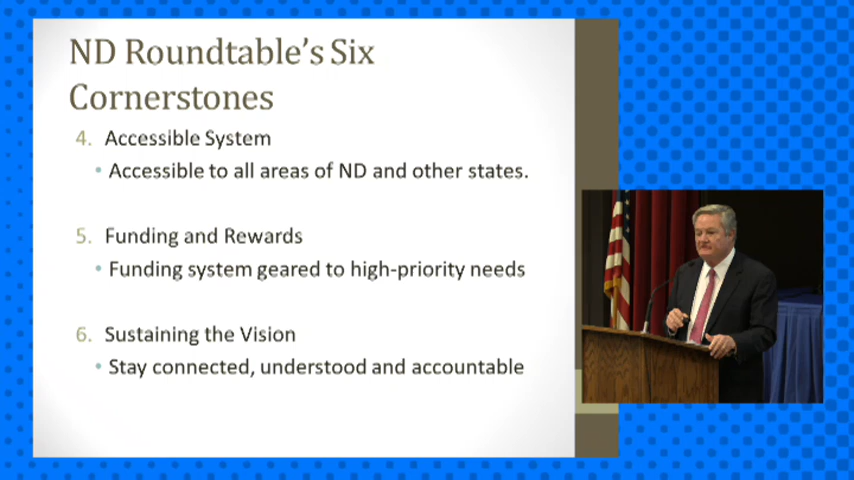 ND Roundtable's Six
Cornerstones
4. Accessible System
• Accessible to all areas of ND and other states.
5. Funding and Rewards
• Funding system geared to high-priority needs
6. Sustaining the Vision
• Stay connected, understood and accountable